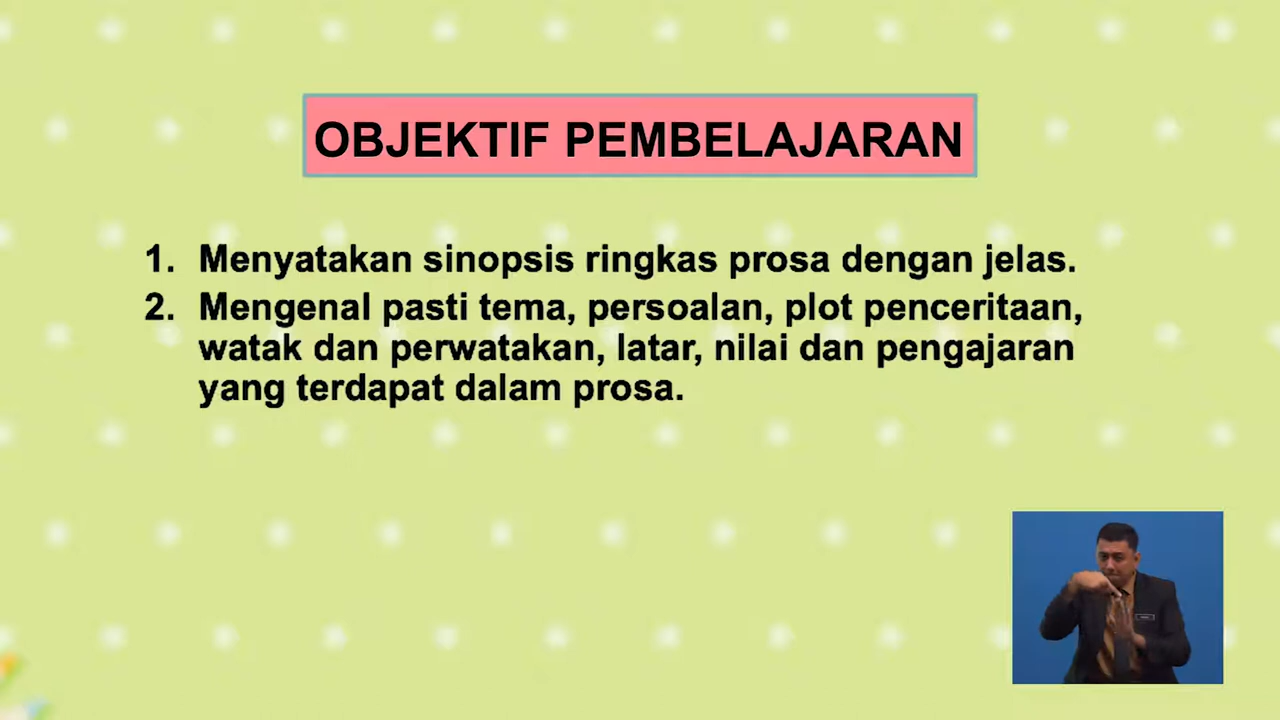 OBJEKTIF PEMBELAJARAN
1. Menyatakan sinopsis ringkas prosa dengan jelas.
2. Mengenal pasti tema, persoalan, plot penceritaan,
watak dan perwatakan, latar, nilai dan pengajaran
yang terdapat dalam prosa.